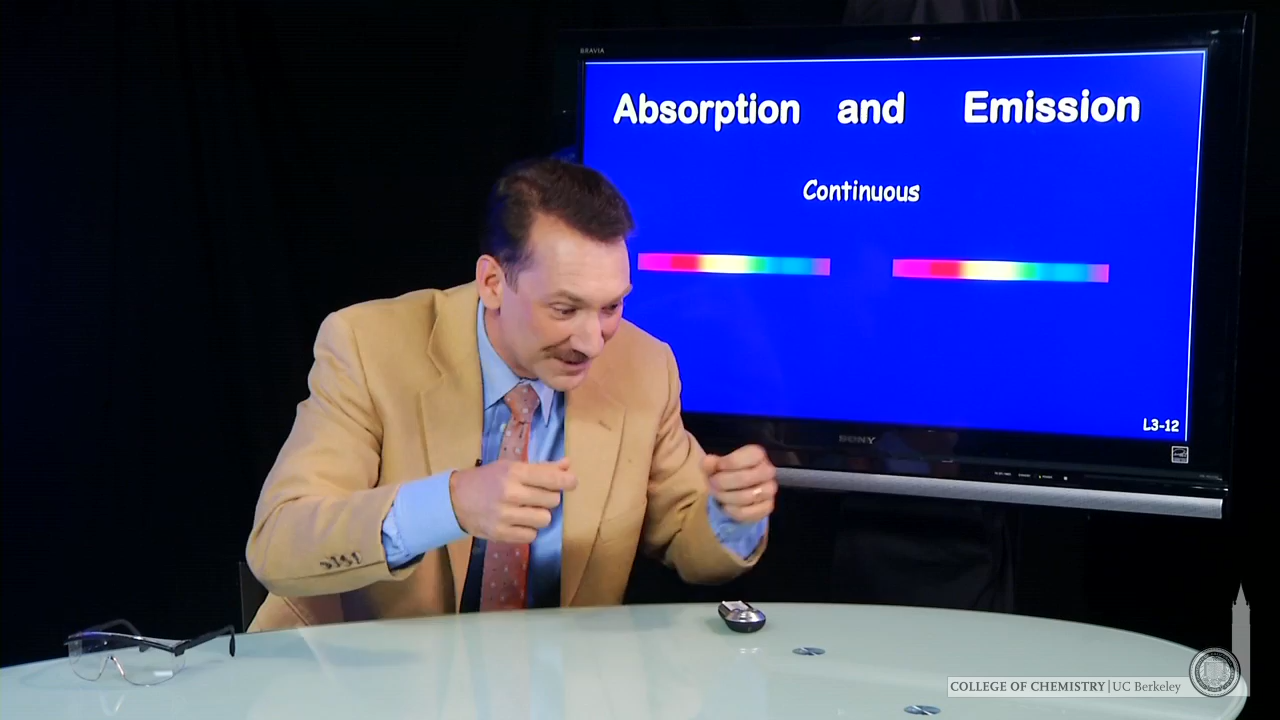 BRAVIA
Absorption and Emission
Continuous
L3-12
SONY
COLLEGE OF CHEMISTRY | UC Berkeley